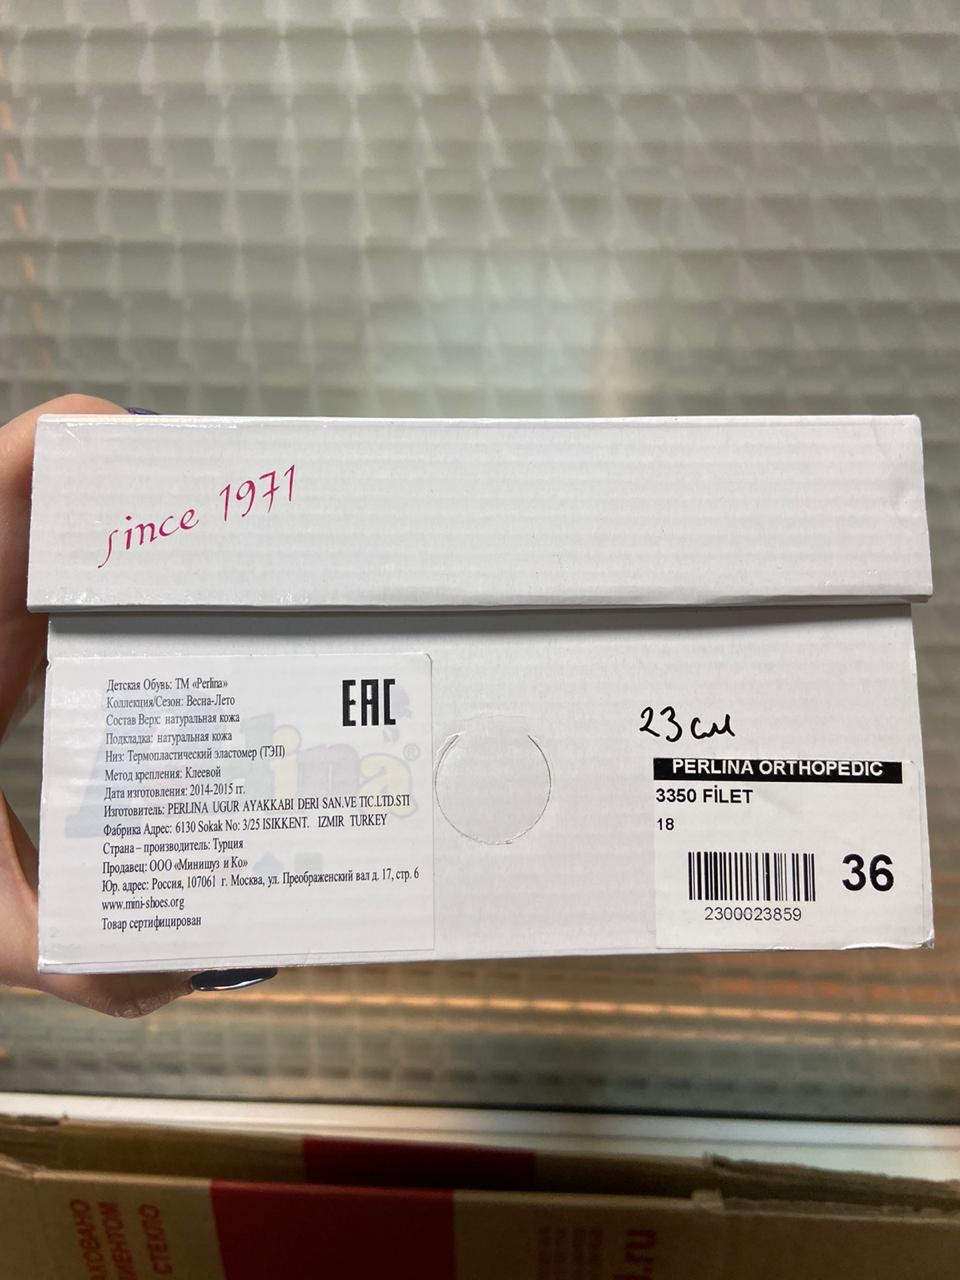 since 1971
Детская Обувь: ТМ «Perlina»
Коллекция/Сезон: Весна-Лето
Состав Верх: натуральная кожа
Подкладка: натуральная кожа
Низ: Термопластический эластомер (ТЭП)
Метод крепления: Клеевой
Дата изготовления: 2014-2015 гг.
Изготовитель: PERLINA UGUR AYAKKABI DERI SAN.VE TIC.LTD.STI
Фабрика Адрес: 6130 Sokak No: 3/25 ISIKKENT. IZMIR TURKEY
Страна – производитель: Турция
Продавец: ООО «Минишуз и Ко»
Юр. адрес: Россия, 107061 г. Москва, ул. Преображенский вал д. 17, стр. 6
www.mini-shoes.org
Товар сертифицирован
EAC
23 см
PERLINA ORTHOPEDIC
3350 FİLET
18
36
2300023859
СТЕКЛО
.ru